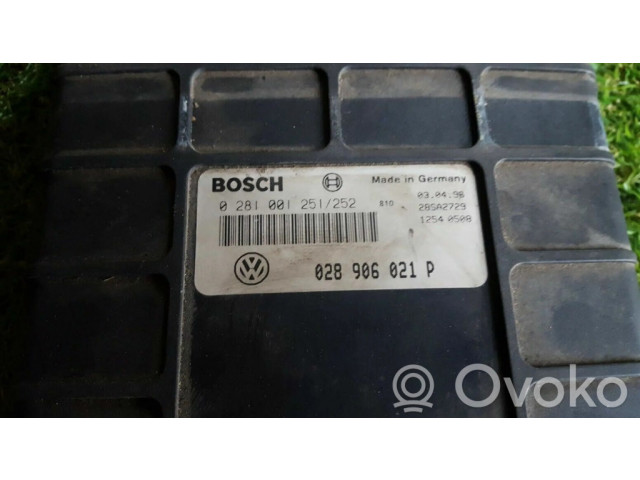 BOSCH Made in Germany
0 281 001 251/252 810 03.04.96
28SA2729
1254 0508
028 906 021 P
Ovoko